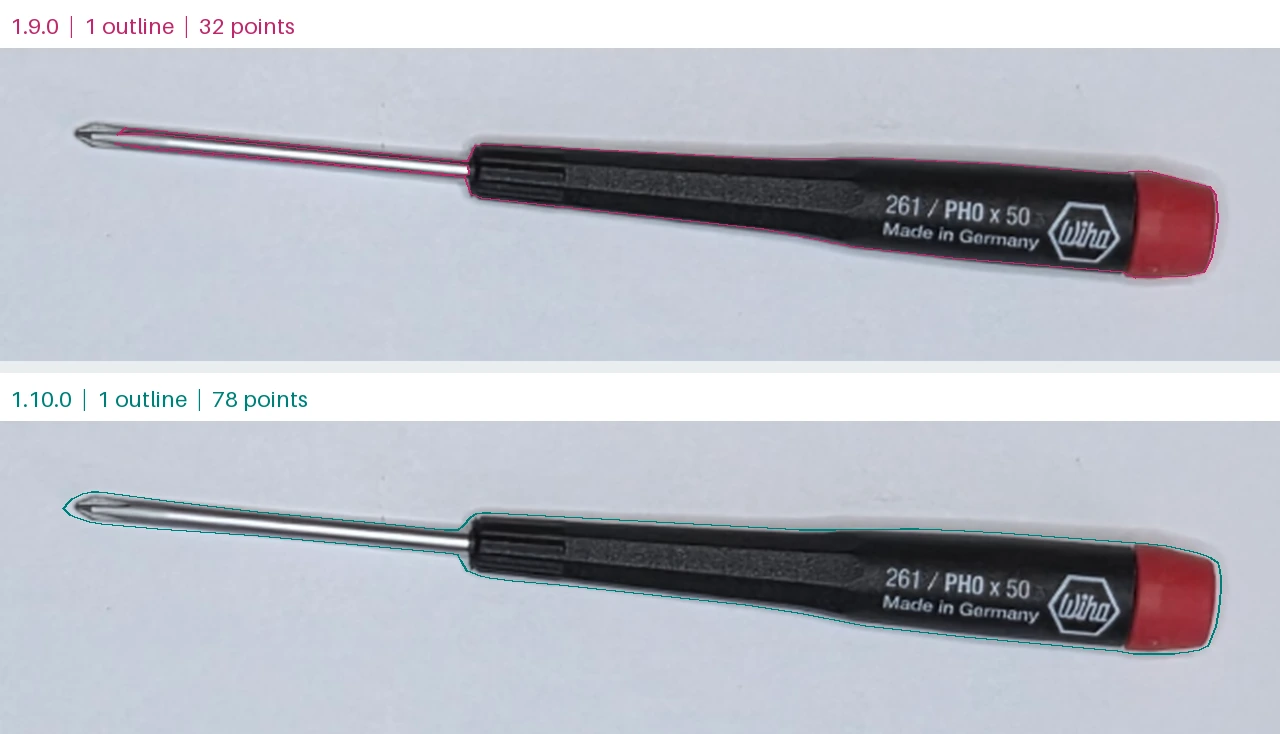 1.9.0 | 1 outline | 32 points
261 / PH0 x 50
Made in Germany
Wiha
1.10.0 | 1 outline | 78 points
261 / PH0 x 50
Made in Germany
Wiha